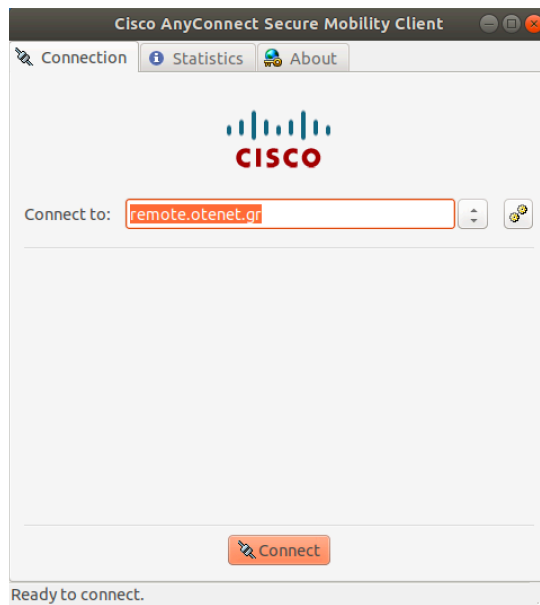 Cisco AnyConnect Secure Mobility Client
Connection Statistics About
CISCO
Connect to: remote.otenet.gr
Connect
Ready to connect.